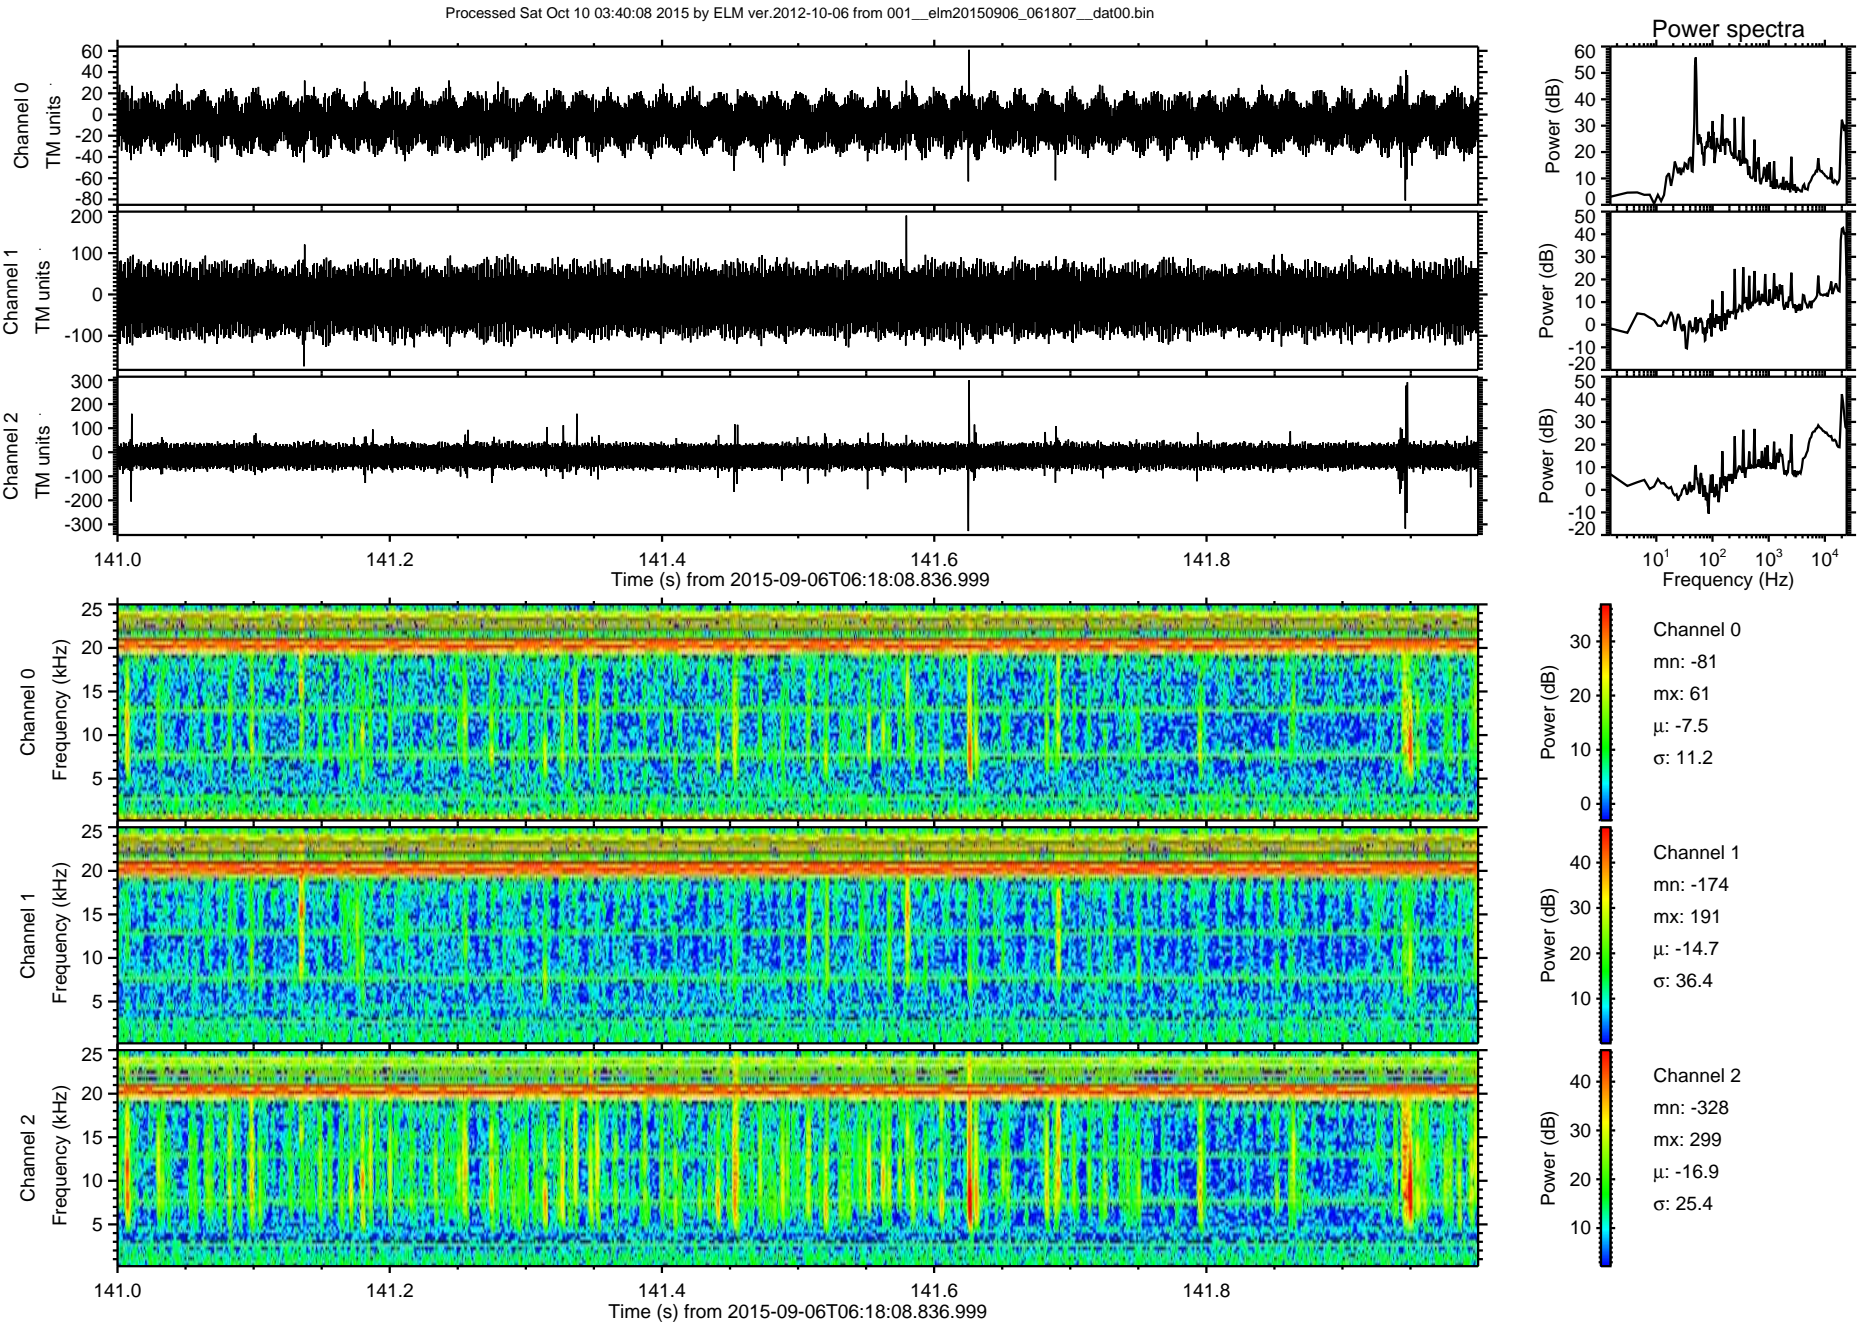 Processed Sat Oct 10 03:40:08 2015 by ELM ver.2012-10-06 from 001__elm20150906_061807__dat00.bin
Power spectra
Channel 0
TM units
60
40
20
0
-20
-40
-60
-80
Power (dB)
60
50
40
30
20
10
0
Channel 1
TM units
200
100
0
-100
Power (dB)
50
40
30
20
10
0
-10
-20
Channel 2
TM units
300
200
100
0
-100
-200
-300
Power (dB)
50
40
30
20
10
0
-10
-20
141.0 141.2 141.4 141.6 141.8
Time (s) from 2015-09-06T06:18:08.836.999
10¹ 10² 10³ 10⁴
Frequency (Hz)
Channel 0
Frequency (kHz)
25
20
15
10
5
Power (dB)
30
20
10
0
Channel 0
mn: -81
mx: 61
μ: -7.5
σ: 11.2
Channel 1
Frequency (kHz)
25
20
15
10
5
Power (dB)
40
30
20
10
Channel 1
mn: -174
mx: 191
μ: -14.7
σ: 36.4
Channel 2
Frequency (kHz)
25
20
15
10
5
Power (dB)
40
30
20
10
Channel 2
mn: -328
mx: 299
μ: -16.9
σ: 25.4
141.0 141.2 141.4 141.6 141.8
Time (s) from 2015-09-06T06:18:08.836.999